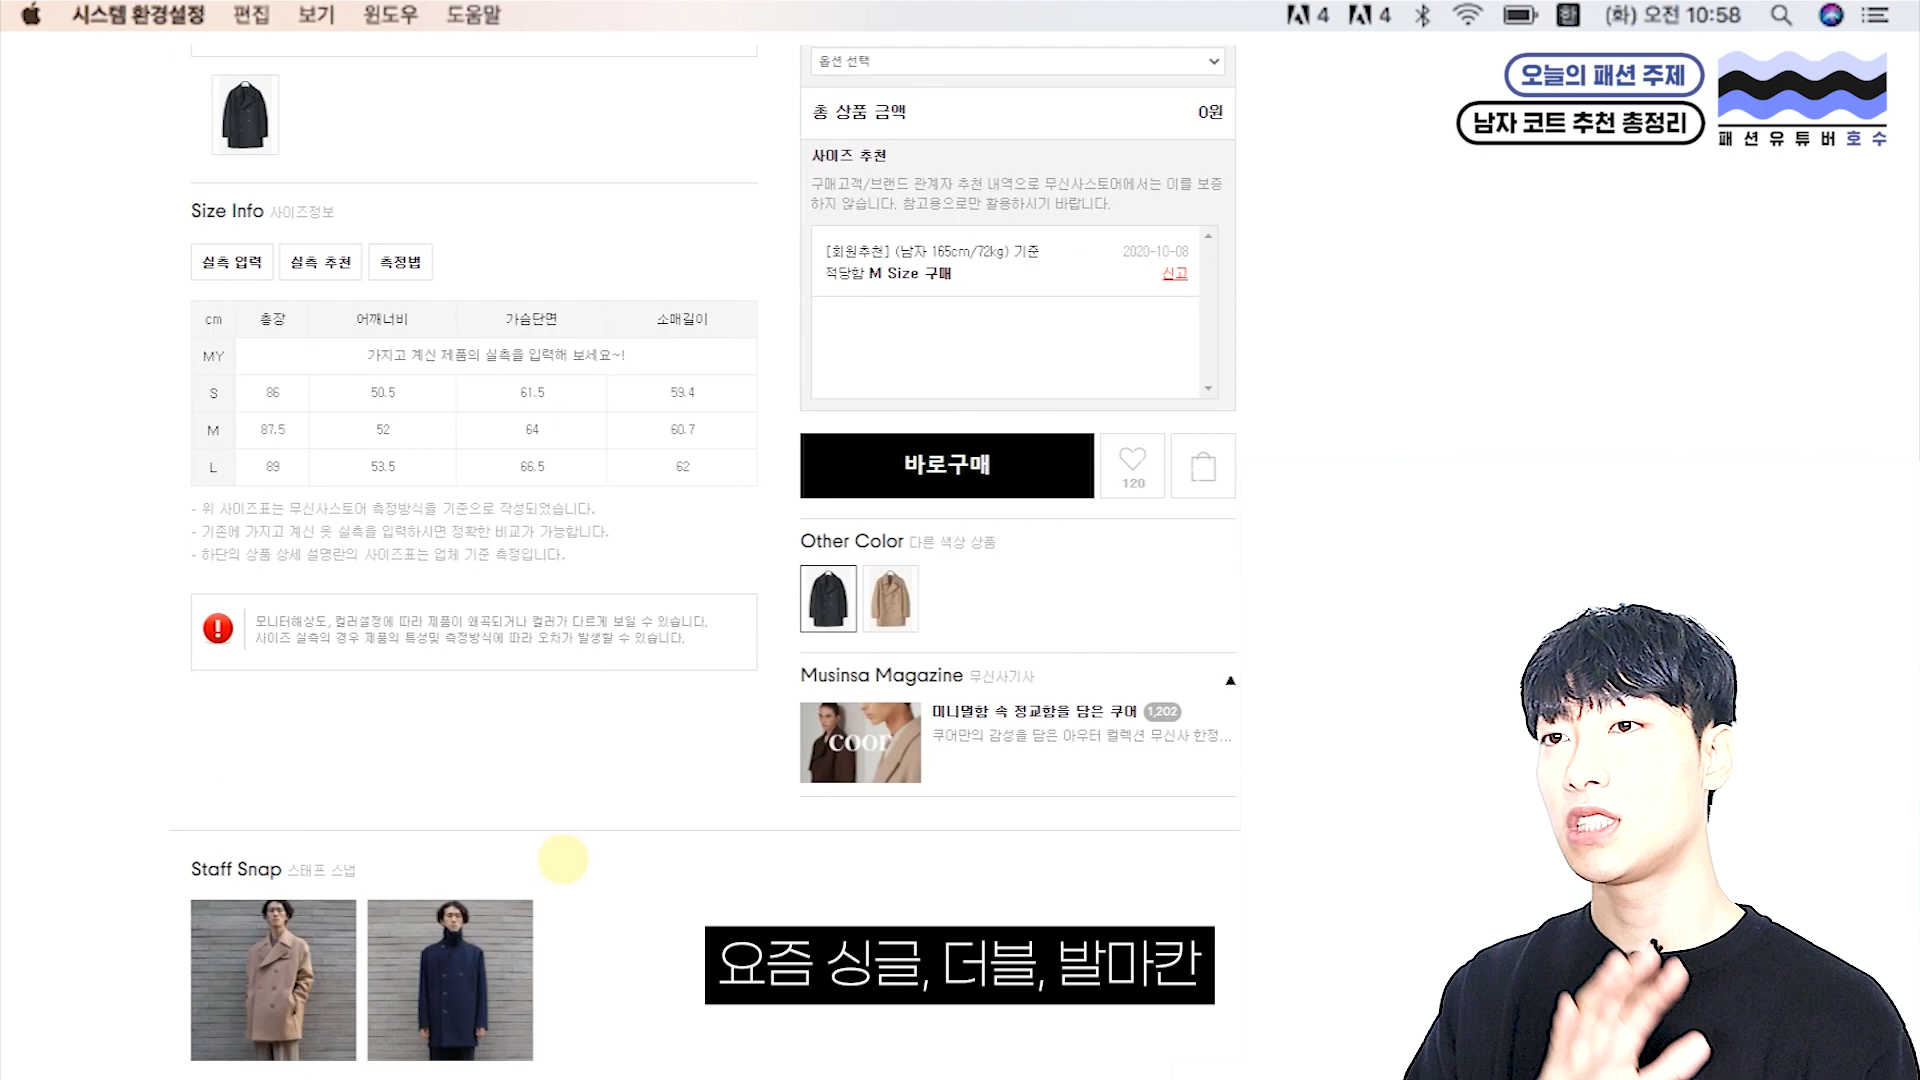 시스템 환경설정 편집 보기 윈도우 도움말
4 4 한 (화) 오전 10:58
오늘의 패션 주제
남자 코트 추천 총정리
패션유튜버호수
Size Info 사이즈정보
실측 입력 실측 추천 측정법
cm 총장 어깨너비 가슴단면 소매길이
MY 가지고 계신 제품의 실측을 입력해 보세요~!
S 86 50.5 61.5 59.4
M 87.5 52 64 60.7
L 89 53.5 66.5 62
- 위 사이즈표는 무신사스토어 측정방식을 기준으로 작성되었습니다.
- 기존에 가지고 계신 옷 실측을 입력하시면 정확한 비교가 가능합니다.
- 하단의 상품 상세 설명란의 사이즈표는 업체 기준 측정입니다.
모니터해상도, 컬러설정에 따라 제품이 왜곡되거나 컬러가 다르게 보일 수 있습니다.
사이즈 실측의 경우 제품의 특성및 측정방식에 따라 오차가 발생할 수 있습니다.
옵션 선택
총 상품 금액 0원
사이즈 추천
구매고객/브랜드 관계자 추천 내역으로 무신사스토어에서는 이를 보증
하지 않습니다. 참고용으로만 활용하시기 바랍니다.
[회원추천] (남자 165cm/72kg) 기준 2020-10-08
적당함 M Size 구매 신고
바로구매
120
Other Color 다른 색상 상품
Musinsa Magazine 무신사기사
coor
미니멀함 속 정교함을 담은 쿠어 1,202
쿠어만의 감성을 담은 아우터 컬렉션 무신사 한정...
Staff Snap 스태프 스냅
요즘 싱글, 더블, 발마칸